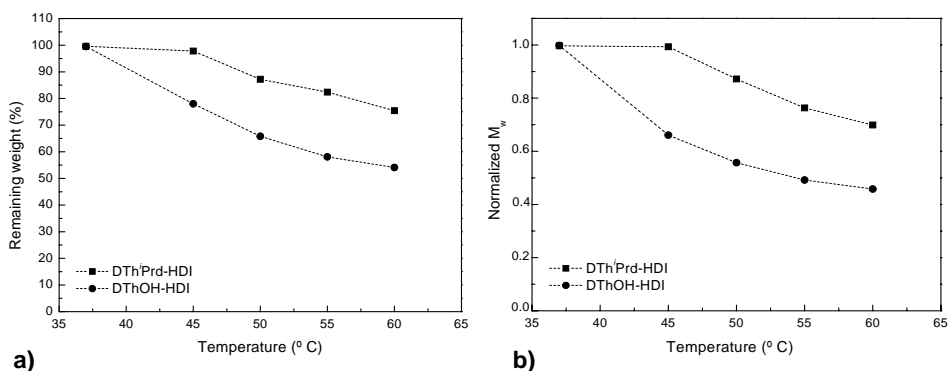 110
100
90
80
70
60
50
40
30
20
10
0
Remaining weight (%)
DThⁱPrd-HDI
DThOH-HDI
35 40 45 50 55 60 65
Temperature (º C)
a)
1.0
0.8
0.6
0.4
0.2
0.0
Normalized M_w
DThⁱPrd-HDI
DThOH-HDI
35 40 45 50 55 60 65
Temperature (º C)
b)